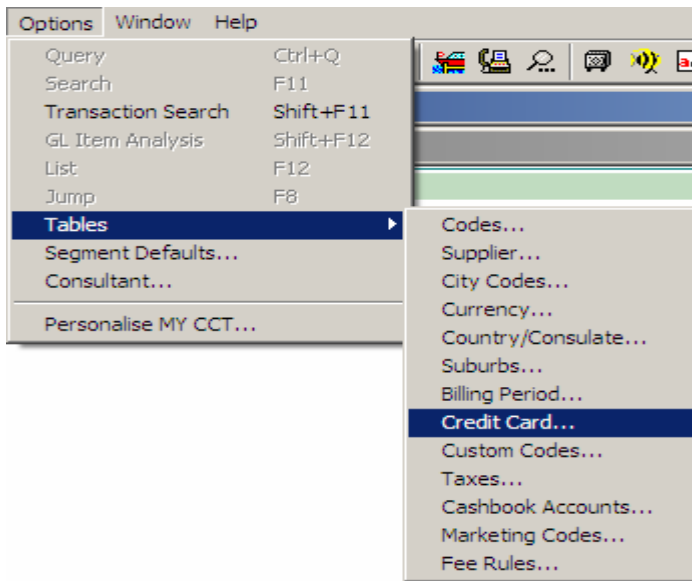 Options Window Help
Query Ctrl+Q
Search F11
Transaction Search Shift+F11
GL Item Analysis Shift+F12
List F12
Jump F8
Tables
Segment Defaults...
Consultant...
Personalise MY CCT...
Codes...
Supplier...
City Codes...
Currency...
Country/Consulate...
Suburbs...
Billing Period...
Credit Card...
Custom Codes...
Taxes...
Cashbook Accounts...
Marketing Codes...
Fee Rules...